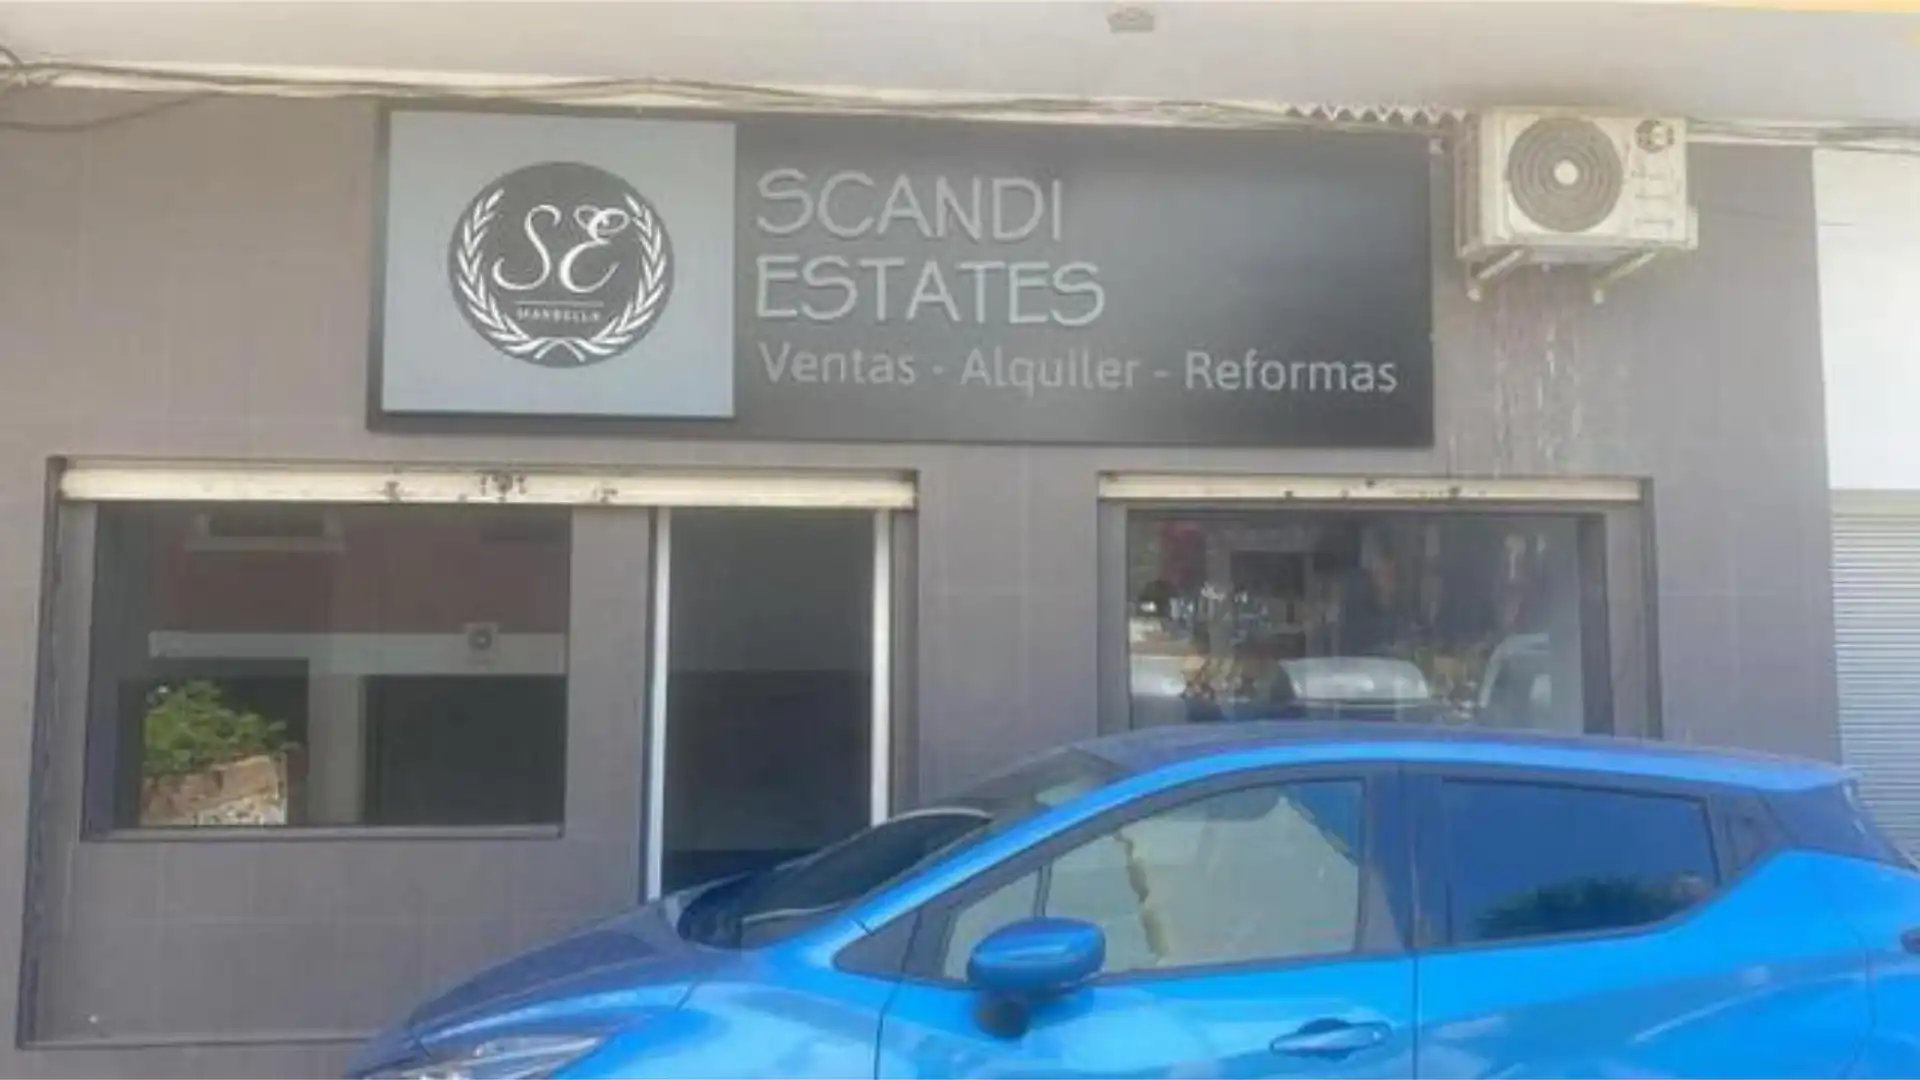 SE
MARBELLA
SCANDI
ESTATES
Ventas - Alquiler - Reformas